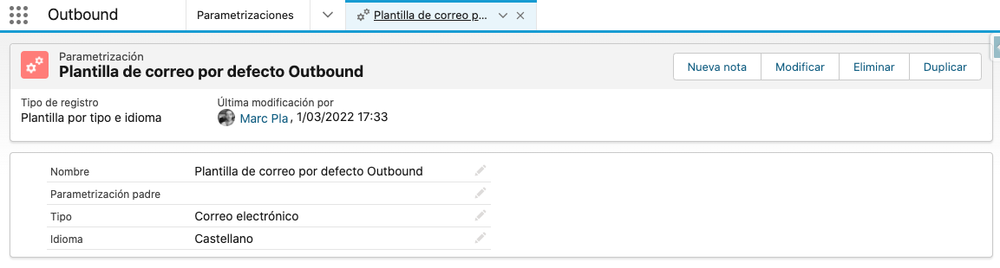 Outbound
Parametrizaciones
Plantilla de correo p...
Parametrización
Plantilla de correo por defecto Outbound
Nueva nota
Modificar
Eliminar
Duplicar
Tipo de registro
Última modificación por
Plantilla por tipo e idioma
Marc Pla, 1/03/2022 17:33
Nombre Plantilla de correo por defecto Outbound
Parametrización padre
Tipo Correo electrónico
Idioma Castellano